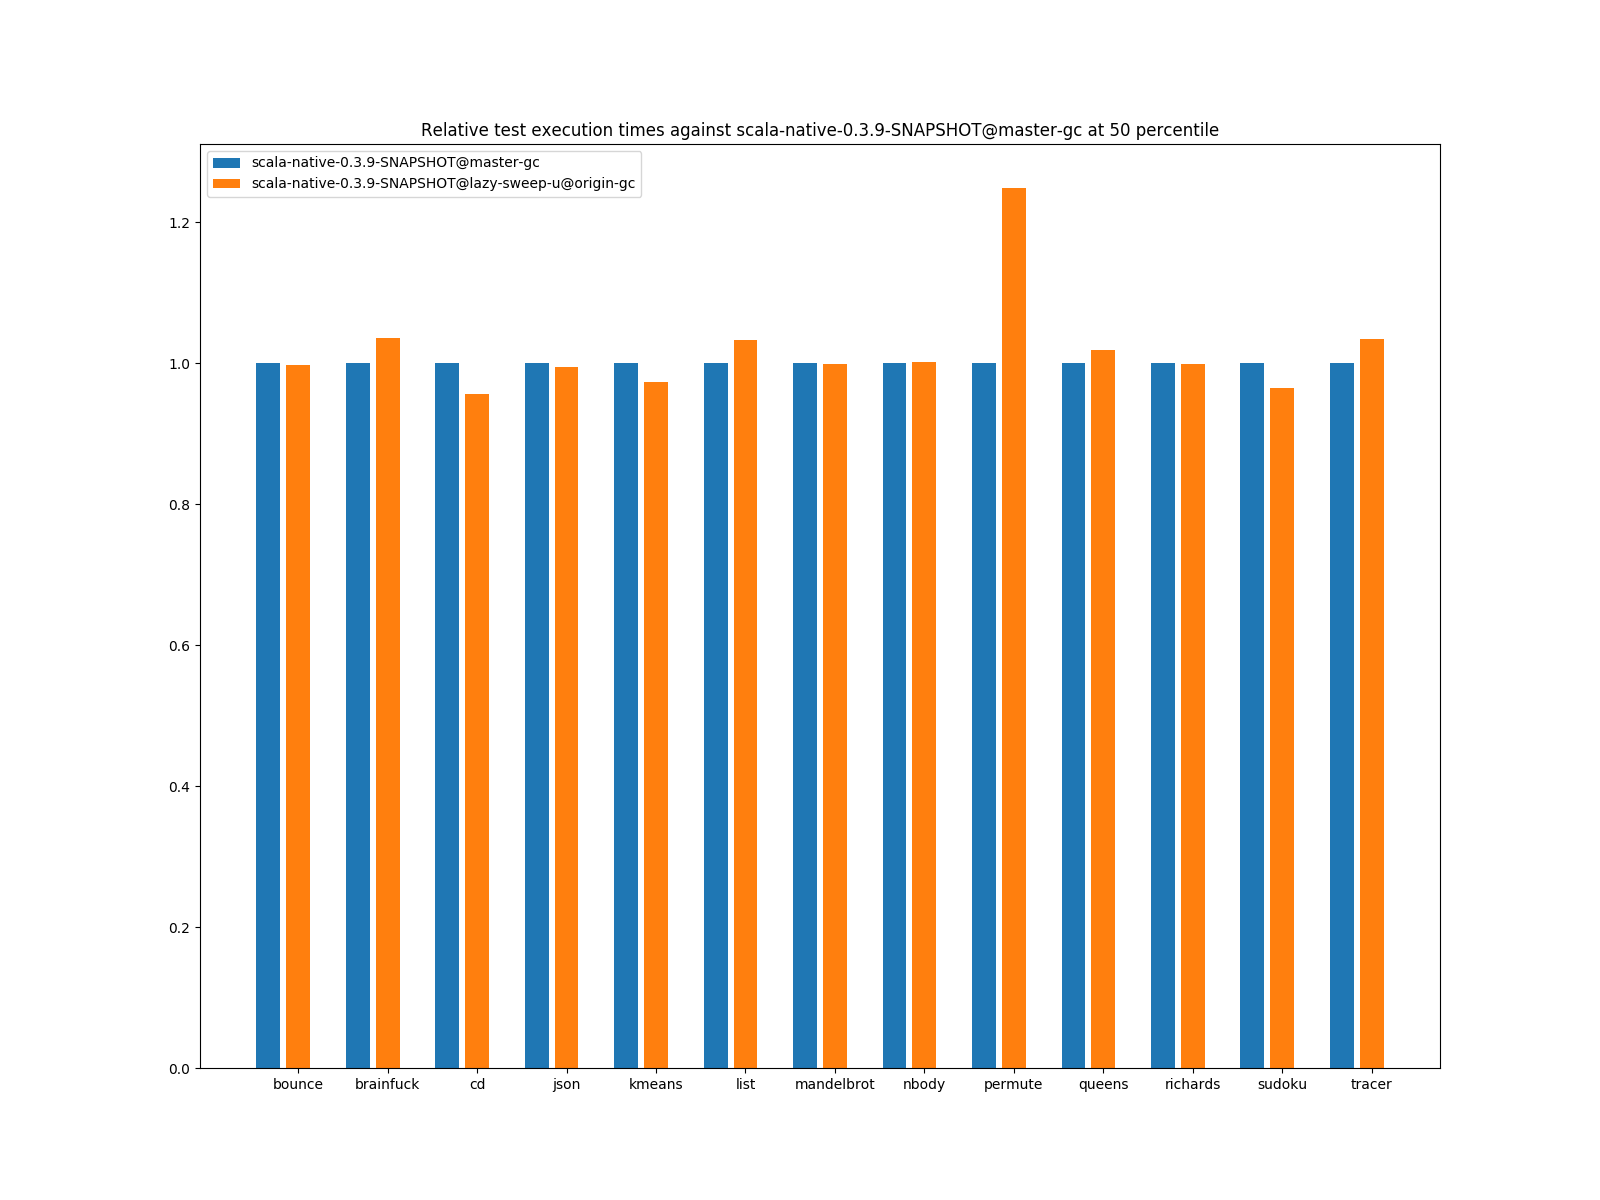 Relative test execution times against scala-native-0.3.9-SNAPSHOT@master-gc at 50 percentile
scala-native-0.3.9-SNAPSHOT@master-gc
scala-native-0.3.9-SNAPSHOT@lazy-sweep-u@origin-gc
1.2
1.0
0.8
0.6
0.4
0.2
0.0
bounce brainfuck cd json kmeans list mandelbrot nbody permute queens richards sudoku tracer